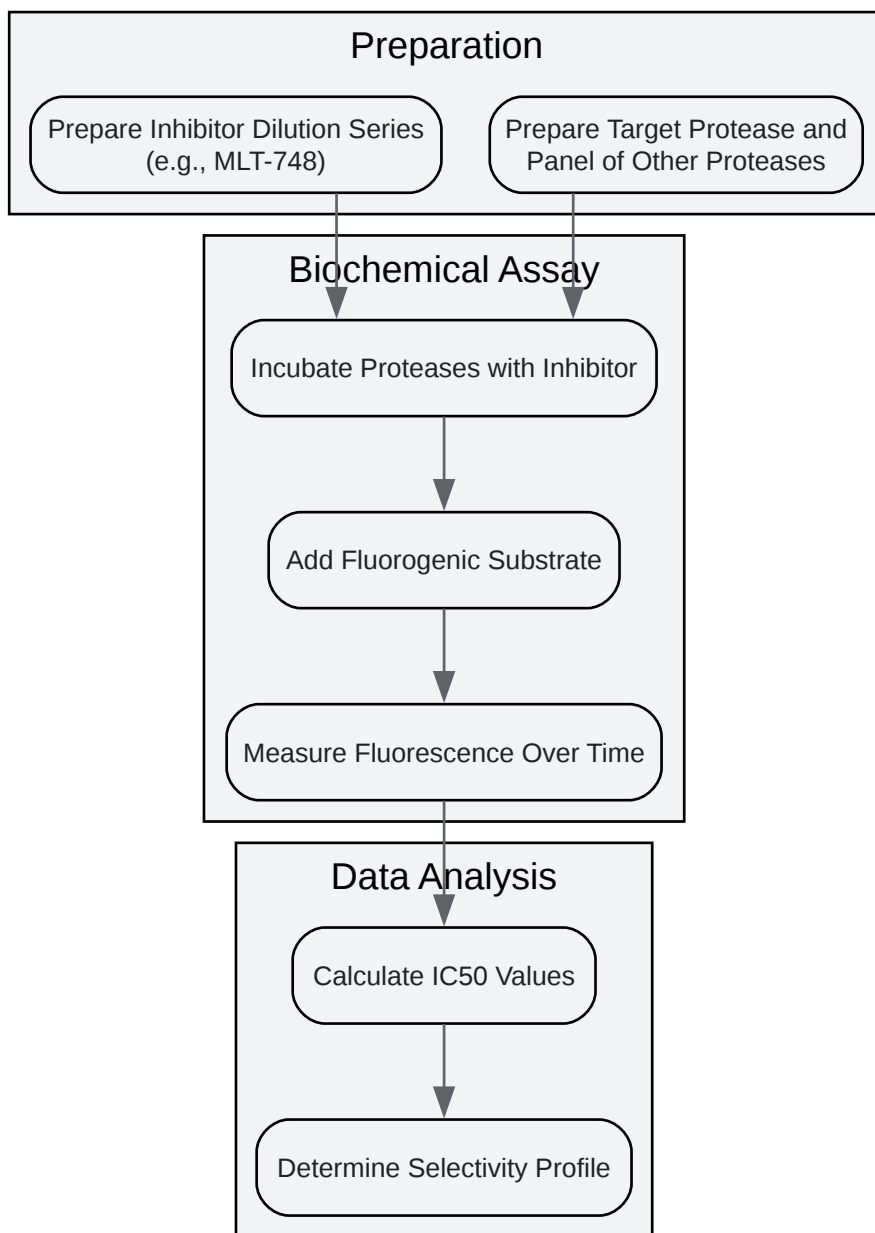 Preparation
Prepare Inhibitor Dilution Series
(e.g., MLT-748)
Prepare Target Protease and
Panel of Other Proteases
Biochemical Assay
Incubate Proteases with Inhibitor
Add Fluorogenic Substrate
Measure Fluorescence Over Time
Data Analysis
Calculate IC50 Values
Determine Selectivity Profile